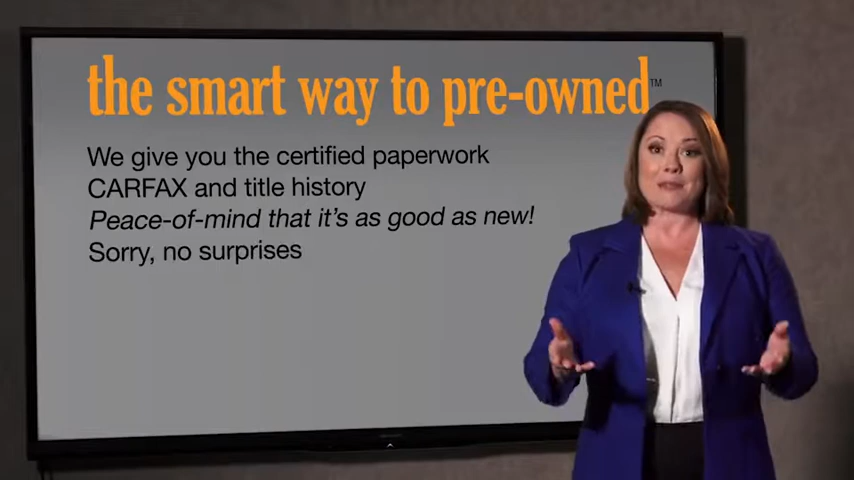 the smart way to pre-owned™
We give you the certified paperwork
CARFAX and title history
Peace-of-mind that it's as good as new!
Sorry, no surprises